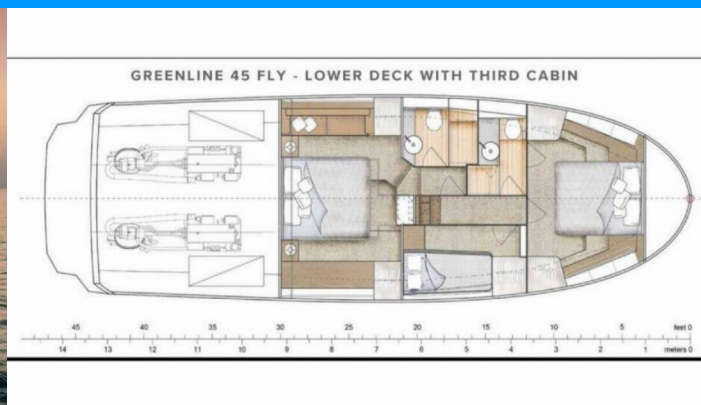 GREENLINE 45 FLY - LOWER DECK WITH THIRD CABIN
45 40 35 30 25 20 15 10 5 feet 0
14 13 12 11 10 9 8 7 6 5 4 3 2 1 meters 0